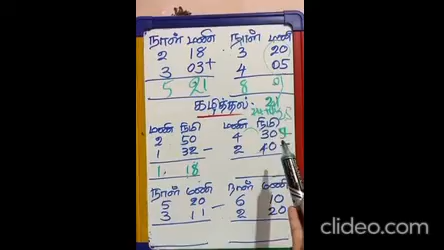 நாள் மணி நாள் மணி
2 18 3 20
3 03+ 4 05
5 21 8
கழித்தல்
மணி நிமி மணி நிமி
2 50 4 30
1 32 – 2 40
1 18
நாள் மணி நாள் மணி
5 20 6 10
3 11 – 2 20
clideo.com